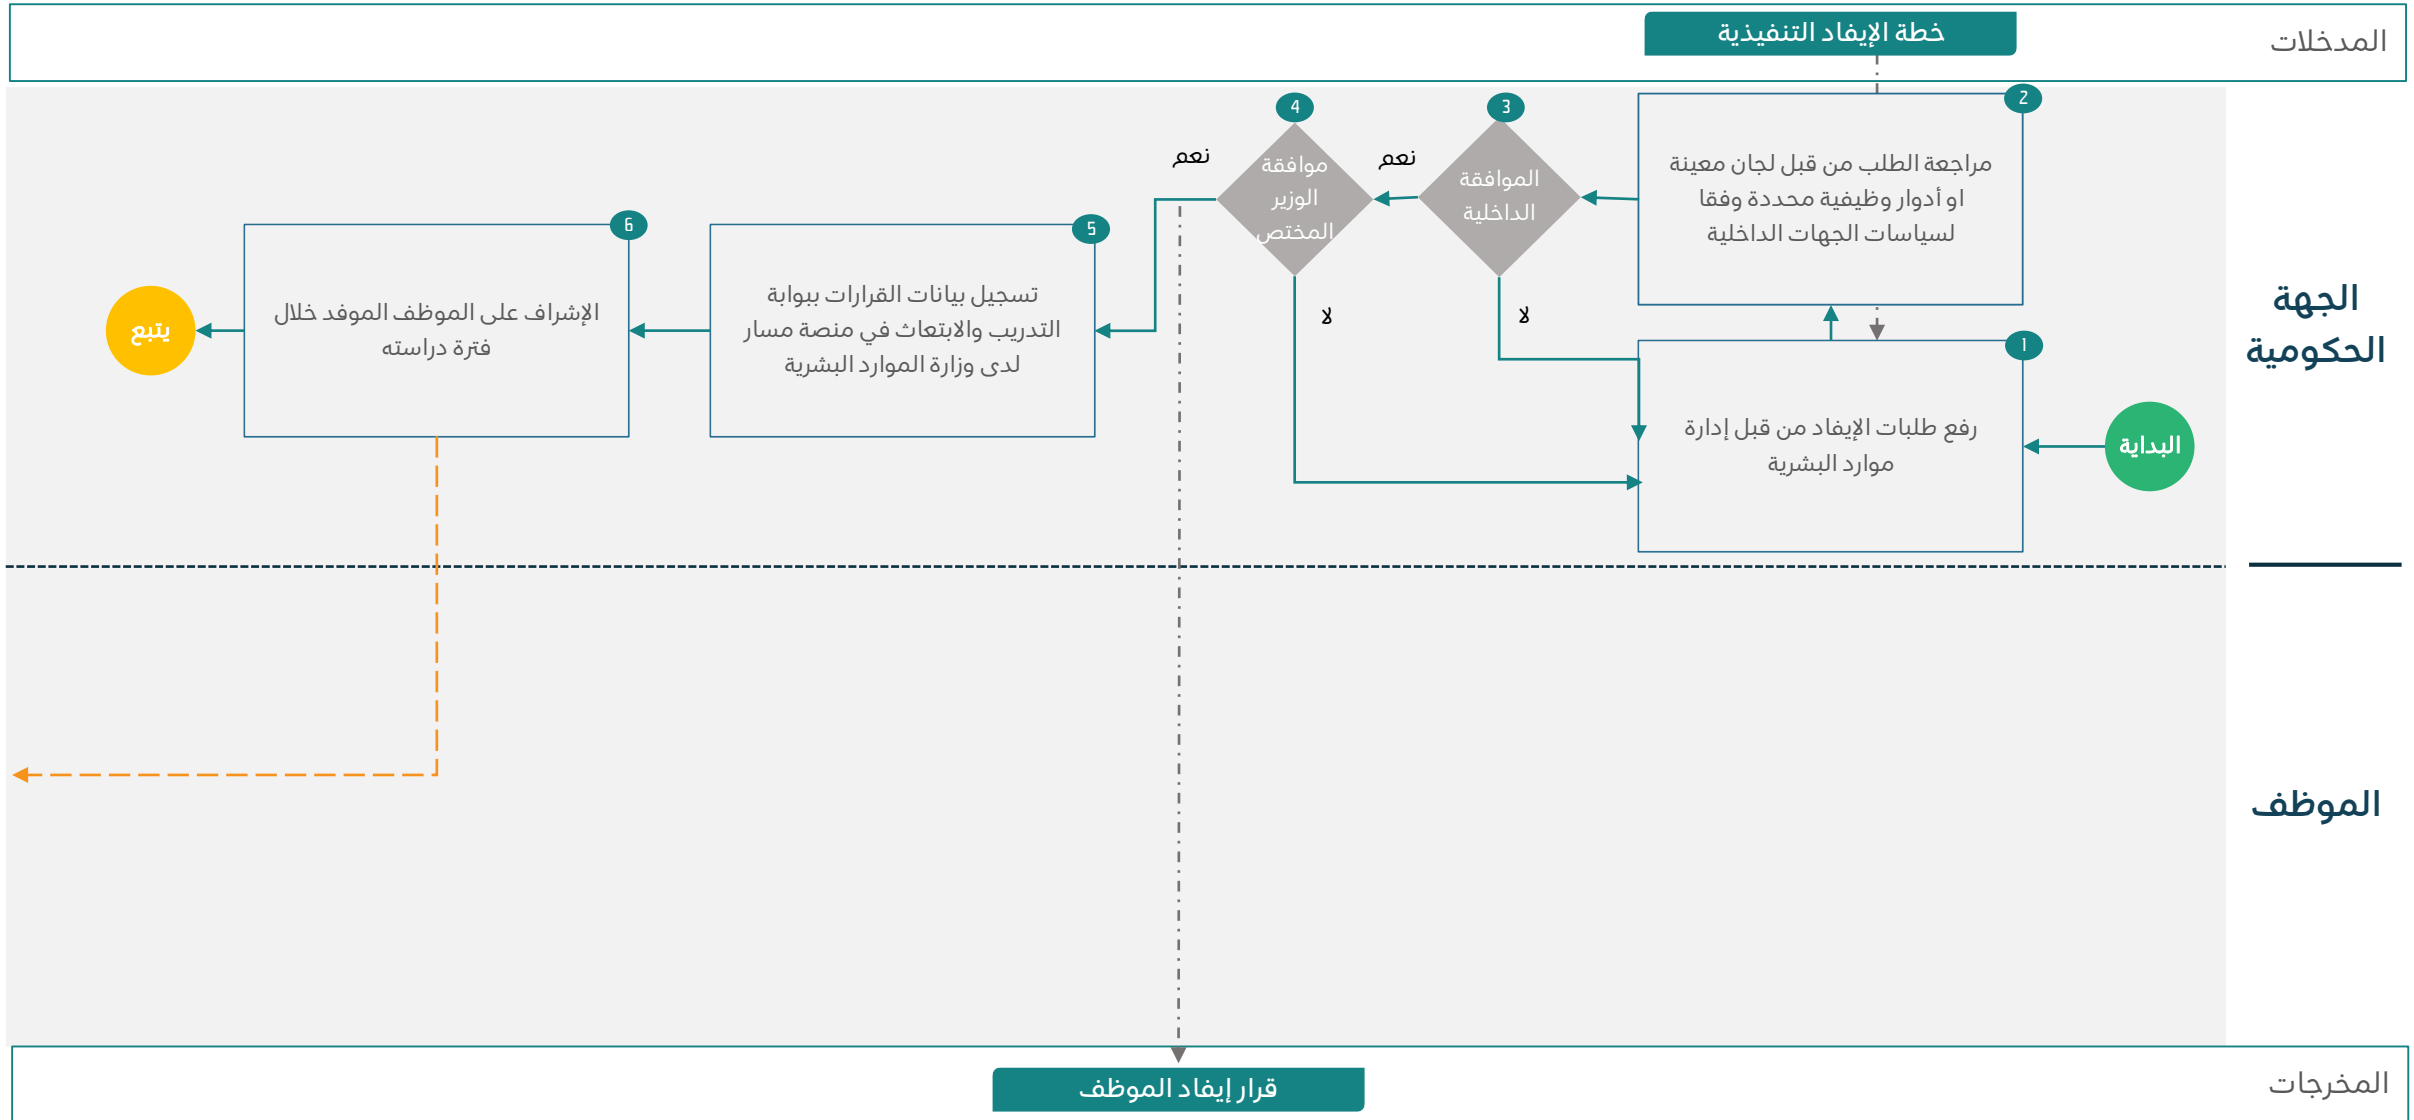 المدخلات
خطة الإيفاد التنفيذية
الجهة
الحكومية
البداية
1
رفع طلبات الإيفاد من قبل إدارة
موارد البشرية
2
مراجعة الطلب من قبل لجان معينة
او أدوار وظيفية محددة وفقا
لسياسات الجهات الداخلية
3
الموافقة
الداخلية
نعم
لا
4
موافقة
الوزير
المختص
نعم
لا
5
تسجيل بيانات القرارات ببوابة
التدريب والابتعاث في منصة مسار
لدى وزارة الموارد البشرية
6
الإشراف على الموظف الموفد خلال
فترة دراسته
يتبع
الموظف
المخرجات
قرار إيفاد الموظف